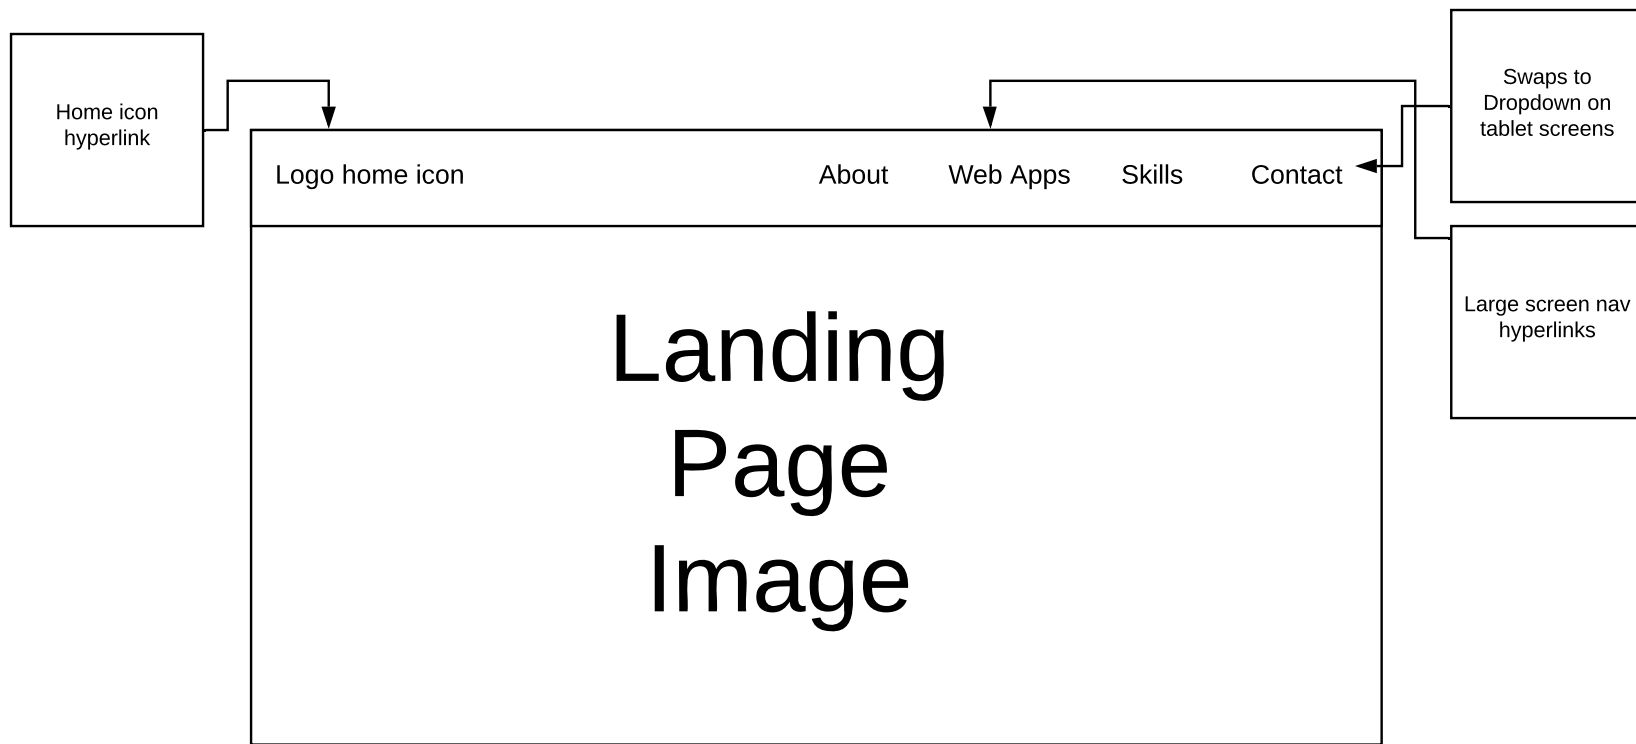 Home icon
hyperlink
Swaps to
Dropdown on
tablet screens
Logo home icon
About
Web Apps
Skills
Contact
Large screen nav
hyperlinks
Landing
Page
Image